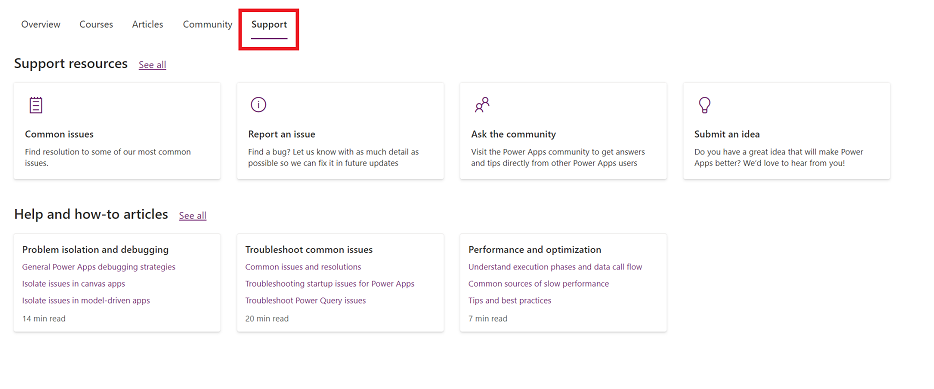 Overview Courses Articles Community Support
Support resources See all
Common issues
Find resolution to some of our most common
issues.
Report an issue
Find a bug? Let us know with as much detail as
possible so we can fix it in future updates
Ask the community
Visit the Power Apps community to get answers
and tips directly from other Power Apps users
Submit an idea
Do you have a great idea that will make Power
Apps better? We'd love to hear from you!
Help and how-to articles See all
Problem isolation and debugging
General Power Apps debugging strategies
Isolate issues in canvas apps
Isolate issues in model-driven apps
14 min read
Troubleshoot common issues
Common issues and resolutions
Troubleshooting startup issues for Power Apps
Troubleshoot Power Query issues
20 min read
Performance and optimization
Understand execution phases and data call flow
Common sources of slow performance
Tips and best practices
7 min read